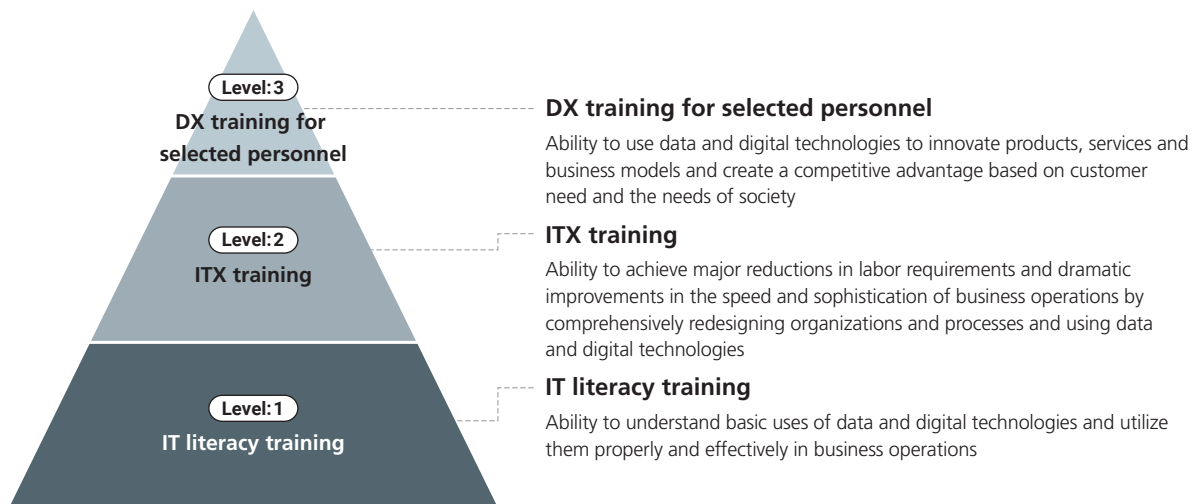 Level:3
DX training for
selected personnel
Level:2
ITX training
Level:1
IT literacy training
DX training for selected personnel
Ability to use data and digital technologies to innovate products, services and
business models and create a competitive advantage based on customer
need and the needs of society
ITX training
Ability to achieve major reductions in labor requirements and dramatic
improvements in the speed and sophistication of business operations by
comprehensively redesigning organizations and processes and using data
and digital technologies
IT literacy training
Ability to understand basic uses of data and digital technologies and utilize
them properly and effectively in business operations